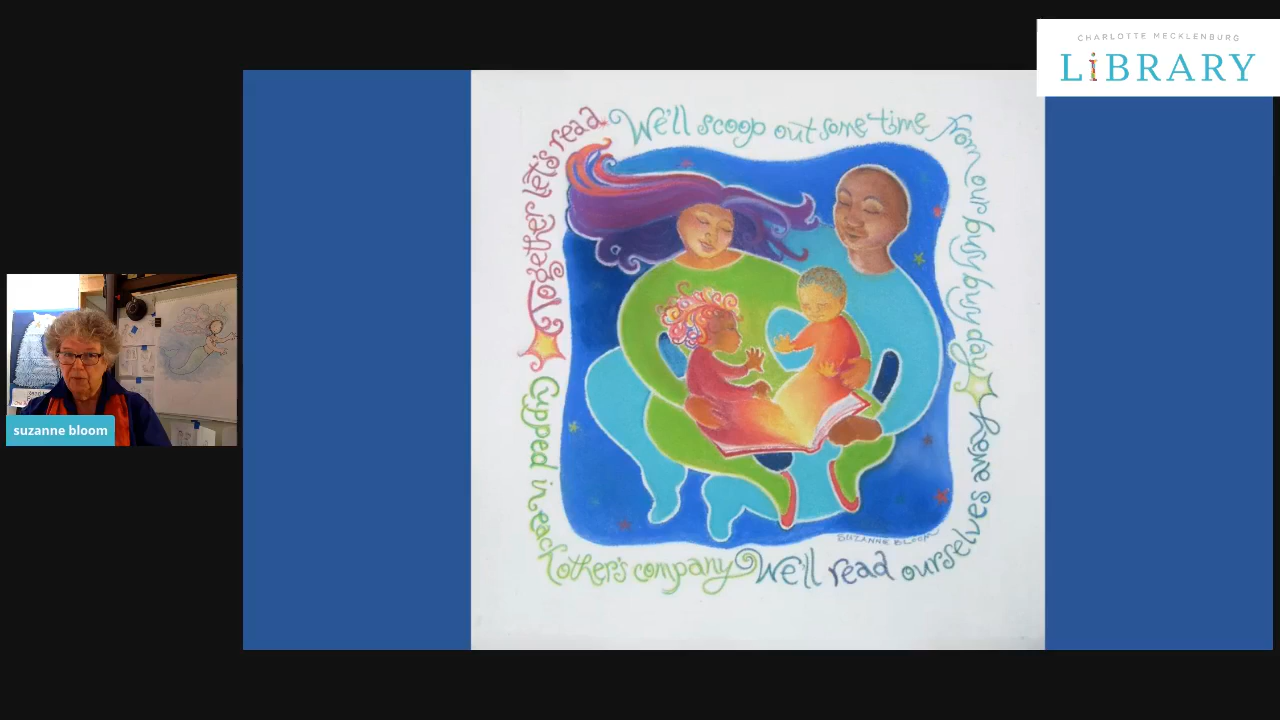 CHARLOTTE MECKLENBURG
LiBRARY
Together let's read
We'll scoop out some time
from our busy busy day
Cupped in each
other's company
We'll read ourselves
home
SUZANNE BLOOM
suzanne bloom